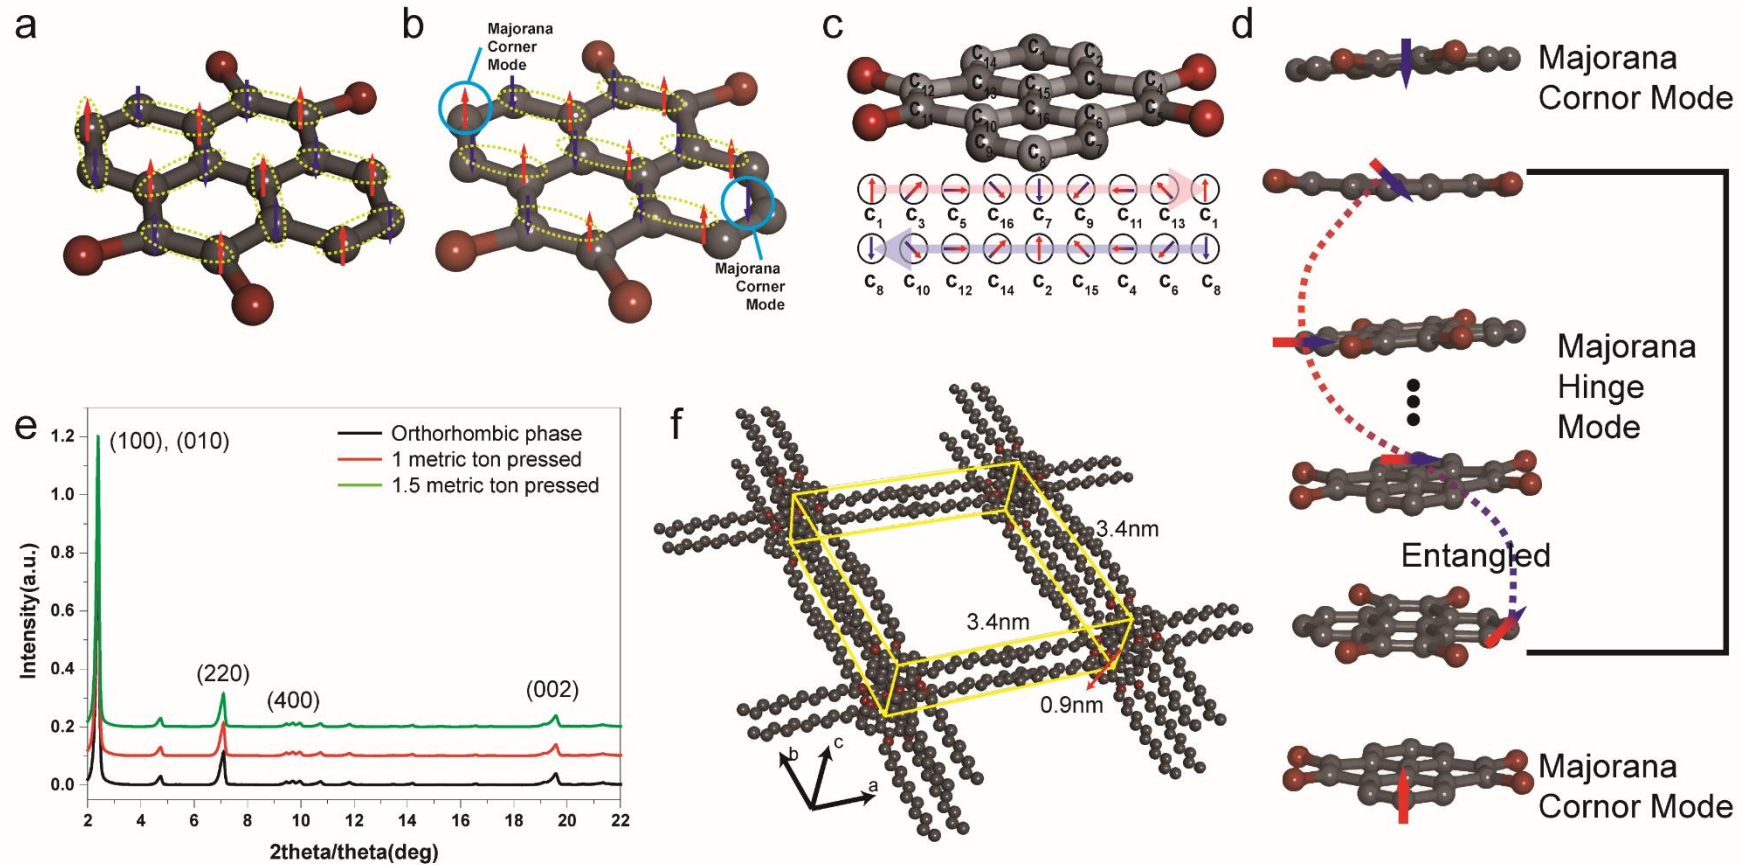 a
b
Majorana
Corner
Mode
Majorana
Corner
Mode
c
C14 C1 C2
C12 C13 C15 C3 C4
C11 C10 C16 C6 C5
C9 C8 C7
C1 C3 C5 C16 C7 C9 C11 C13 C1
C8 C10 C12 C14 C2 C15 C4 C6 C8
d
Majorana
Cornor Mode
Majorana
Hinge
Mode
Entangled
Majorana
Cornor Mode
e
(100), (010)
Orthorhombic phase
1 metric ton pressed
1.5 metric ton pressed
(220)
(400)
(002)
1.2
1.0
0.8
0.6
0.4
0.2
0.0
Intensity(a.u.)
2 4 6 8 10 12 14 16 18 20 22
2theta/theta(deg)
f
3.4nm
3.4nm
0.9nm
b
c
a